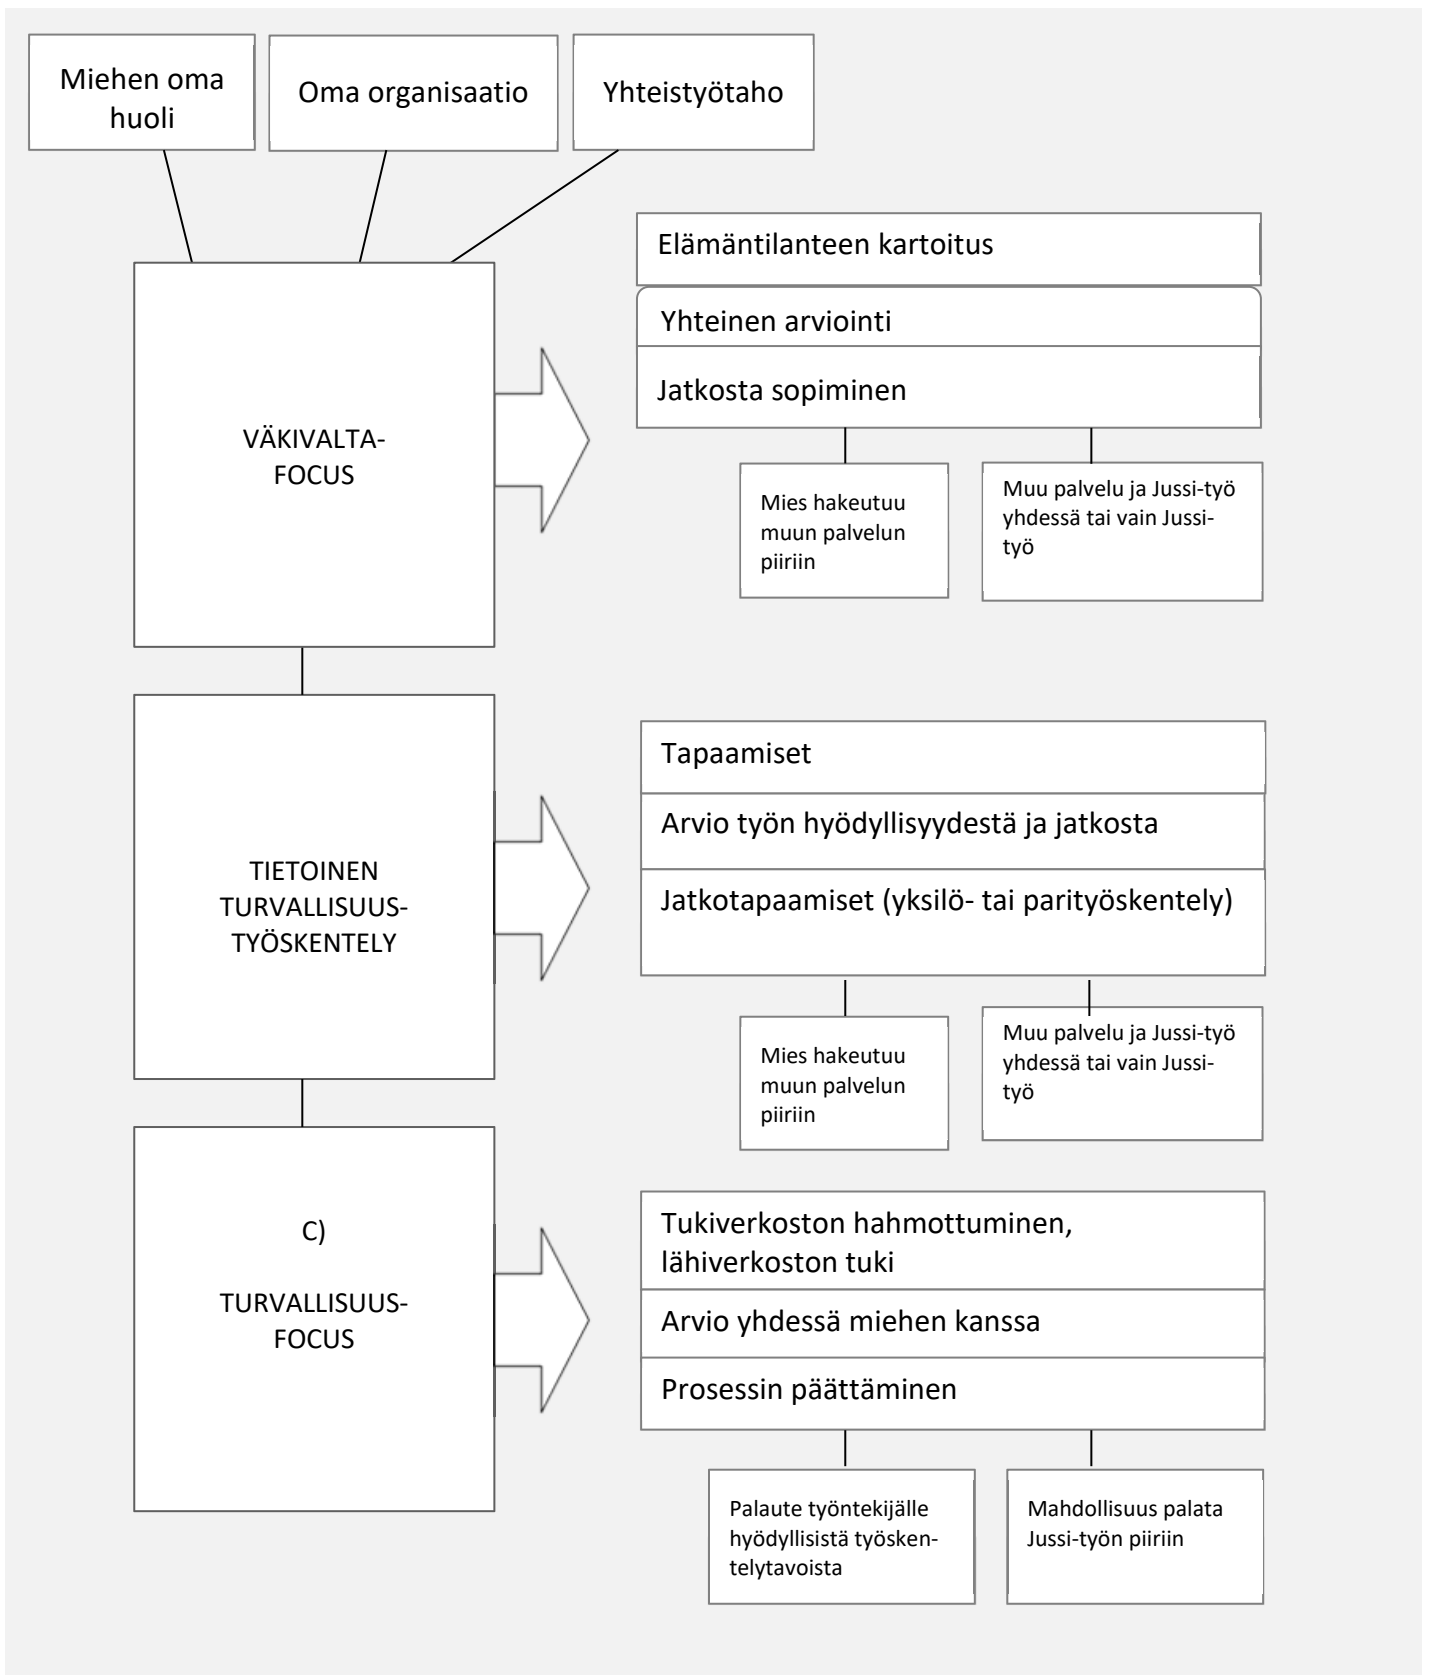 Miehen oma
huoli
Oma organisaatio
Yhteistyötaho
VÄKIVALTA-
FOCUS
Elämäntilanteen kartoitus
Yhteinen arviointi
Jatkosta sopiminen
Mies hakeutuu
muun palvelun
piiriin
Muu palvelu ja Jussi-työ
yhdessä tai vain Jussi-
työ
TIETOINEN
TURVALLISUUS-
TYÖSKENTELY
Tapaamiset
Arvio työn hyödyllisyydestä ja jatkosta
Jatkotapaamiset (yksilö- tai parityöskentely)
Mies hakeutuu
muun palvelun
piiriin
Muu palvelu ja Jussi-työ
yhdessä tai vain Jussi-
työ
C)
TURVALLISUUS-
FOCUS
Tukiverkoston hahmottuminen,
lähiverkoston tuki
Arvio yhdessä miehen kanssa
Prosessin päättäminen
Palaute työntekijälle
hyödyllisistä työsken-
telytavoista
Mahdollisuus palata
Jussi-työn piiriin